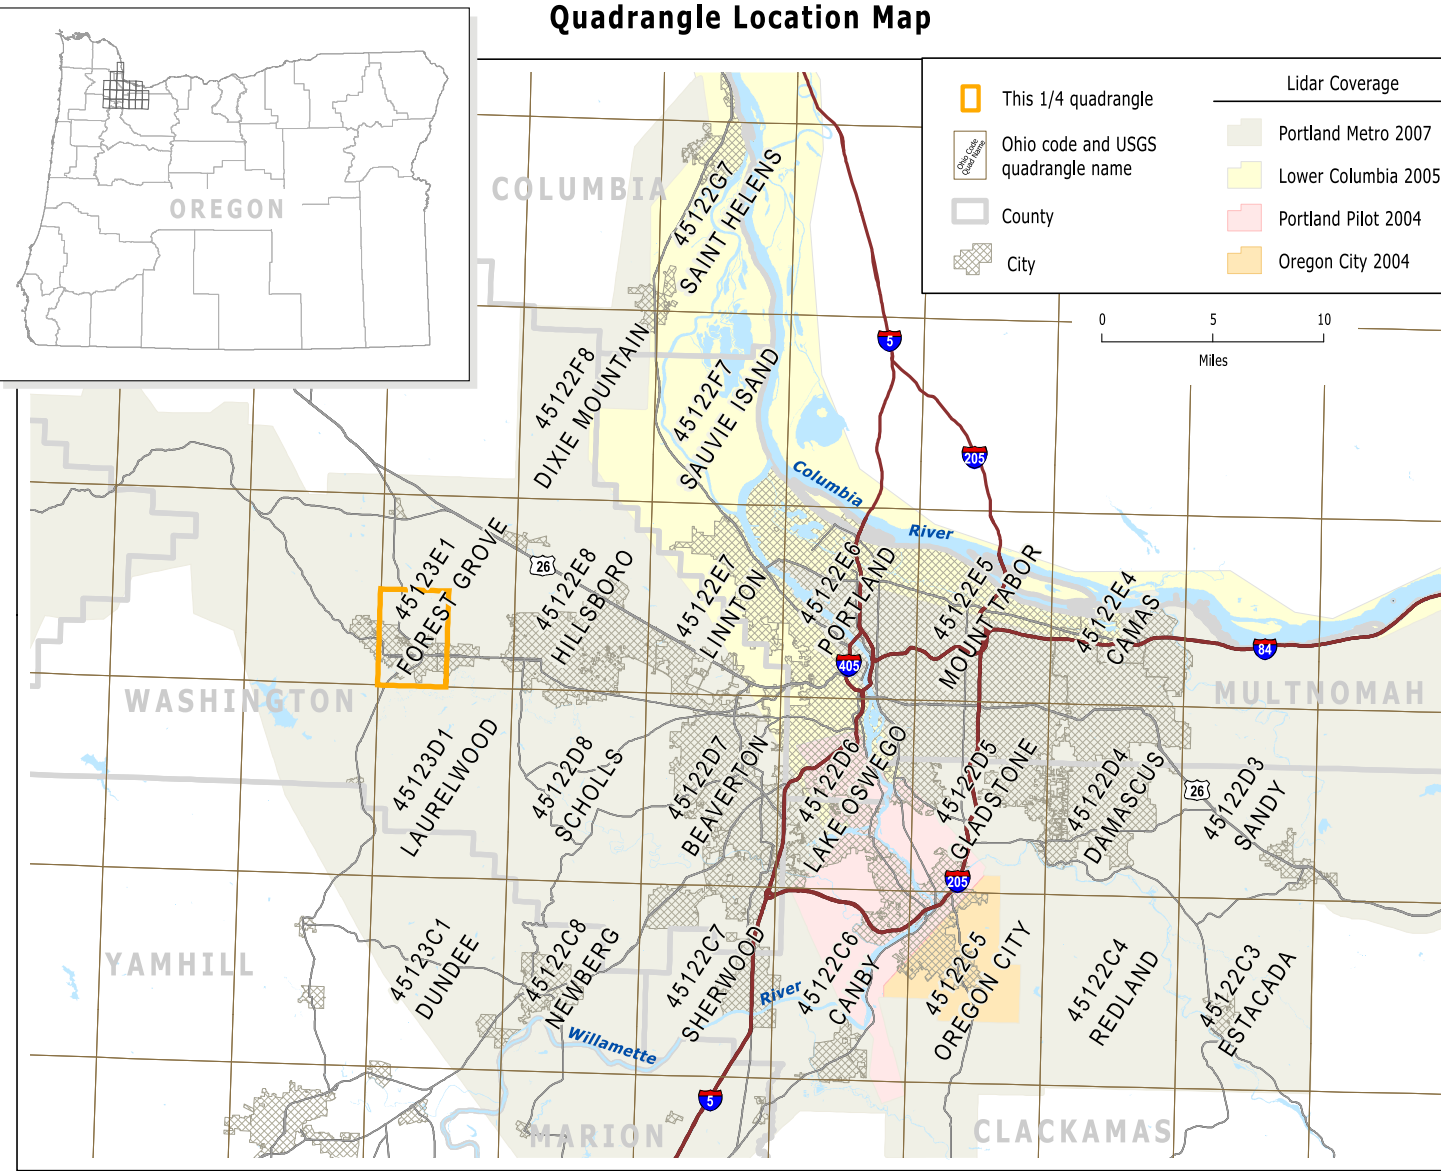 Quadrangle Location Map
OREGON
This 1/4 quadrangle
Ohio Code
Quad Name
Ohio code and USGS
quadrangle name
County
City
Lidar Coverage
Portland Metro 2007
Lower Columbia 2005
Portland Pilot 2004
Oregon City 2004
0 5 10
Miles
COLUMBIA
45122G7
SAINT HELENS
45122F8
DIXIE MOUNTAIN
45122F7
SAUVIE ISAND
5
205
Columbia
River
45123E1
FOREST GROVE
26
45122E8
HILLSBORO
45122E7
LINNTON
45122E6
PORTLAND
45122E5
MOUNT TABOR
45122E4
CAMAS
405
84
WASHINGTON
MULTNOMAH
45123D1
LAURELWOOD
45122D8
SCHOLLS
45122D7
BEAVERTON
45122D6
LAKE OSWEGO
45122D5
GLADSTONE
45122D4
DAMASCUS
26
45122D3
SANDY
205
YAMHILL
45123C1
DUNDEE
45122C8
NEWBERG
45122C7
SHERWOOD
45122C6
CANBY
45122C5
OREGON CITY
45122C4
REDLAND
45122C3
ESTACADA
Willamette
River
5
MARION
CLACKAMAS